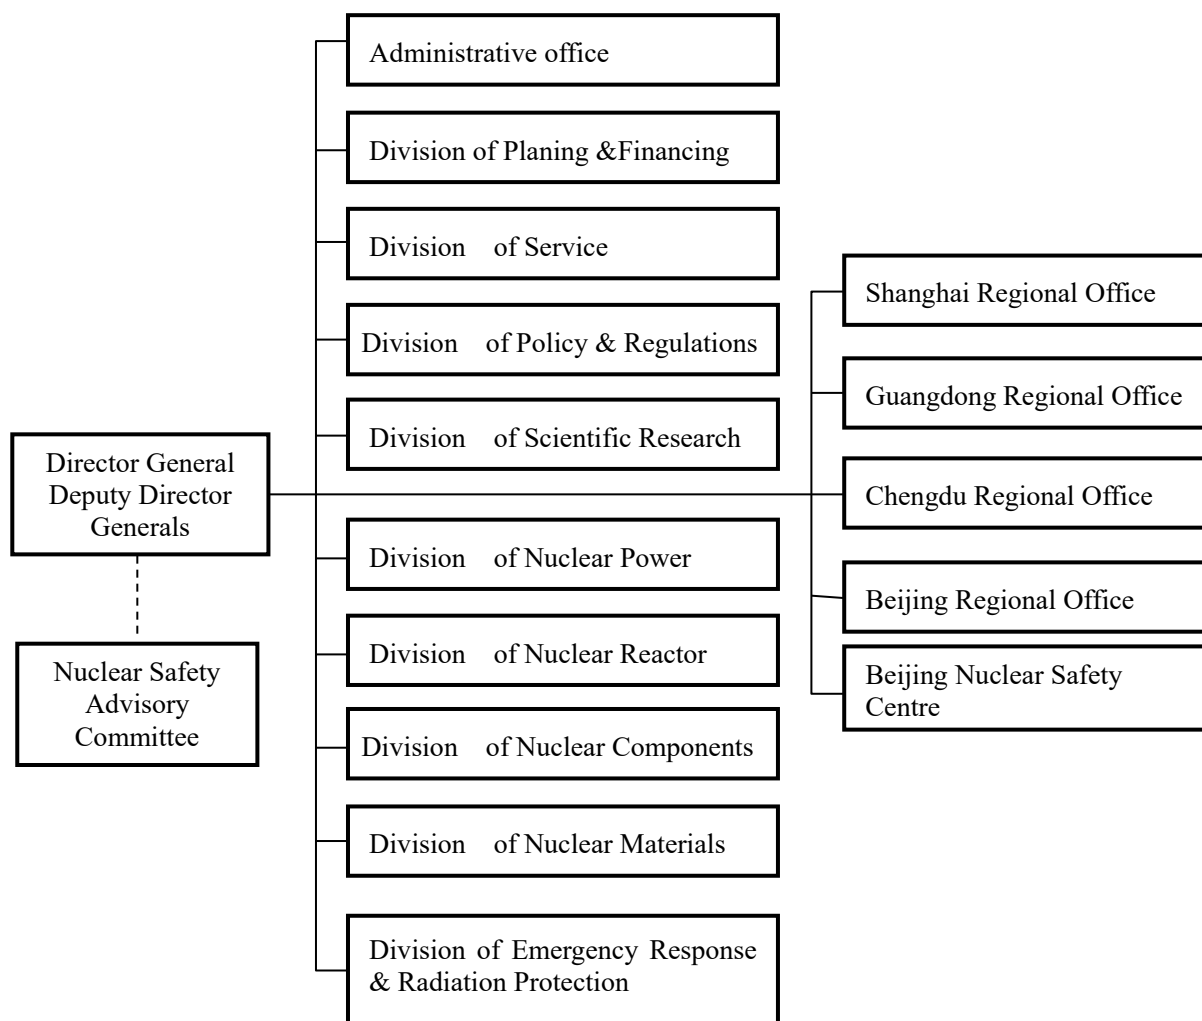 Administrative office
Division of Planing &Financing
Division of Service
Division of Policy & Regulations
Division of Scientific Research
Director General
Deputy Director
Generals
Nuclear Safety
Advisory
Committee
Division of Nuclear Power
Division of Nuclear Reactor
Division of Nuclear Components
Division of Nuclear Materials
Division of Emergency Response
& Radiation Protection
Shanghai Regional Office
Guangdong Regional Office
Chengdu Regional Office
Beijing Regional Office
Beijing Nuclear Safety
Centre